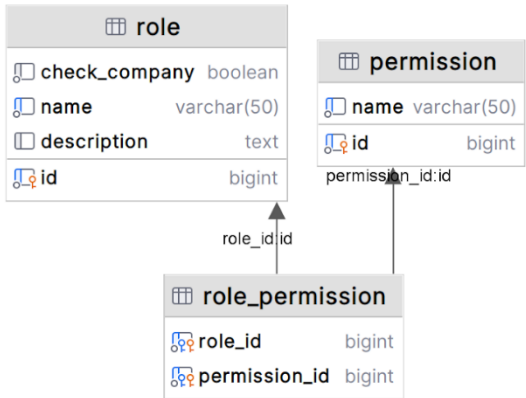 role
check_company boolean
name varchar(50)
description text
id bigint
permission
name varchar(50)
id bigint
permission_id:id
role_id:id
role_permission
role_id bigint
permission_id bigint